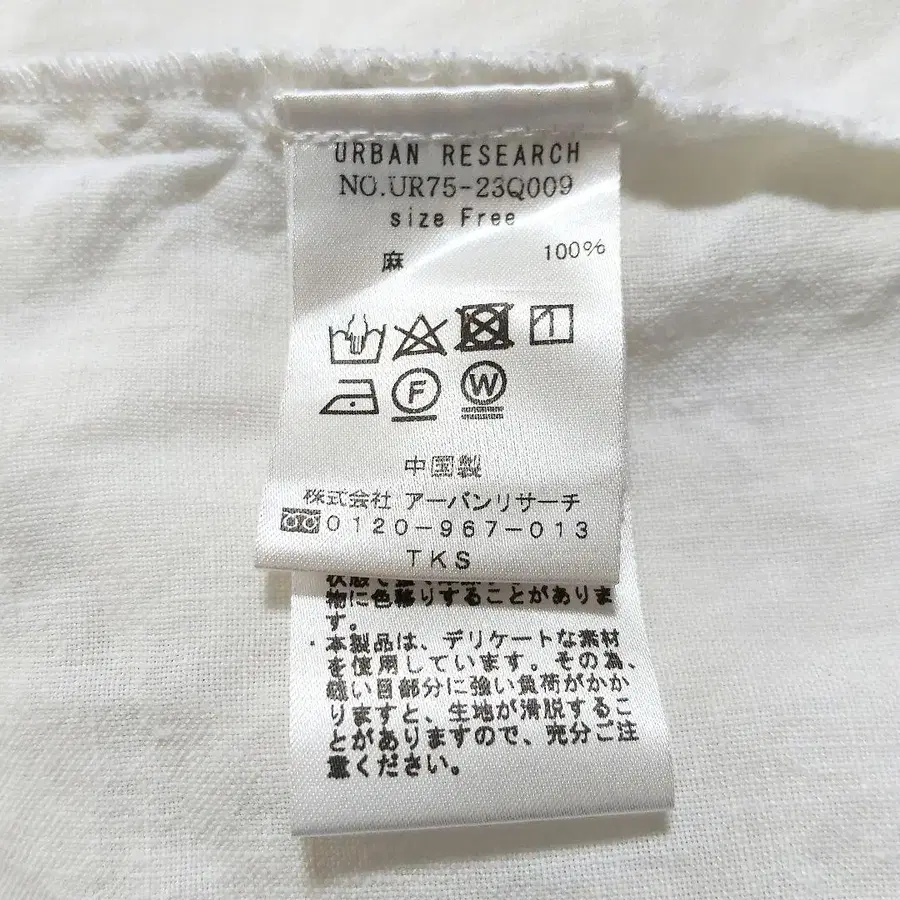 URBAN RESEARCH
NO.UR75-23Q009
size Free
麻 100%
F W
中国製
株式会社 アーバンリサーチ
0120-967-013
TKS
物に色移りすることがありま
す。
・本製品は、デリケートな素材
を使用しています。その為、
縫い目部分に強い負荷がかか
りますと、生地が滑脱するこ
とがありますので、充分ご注
意ください。